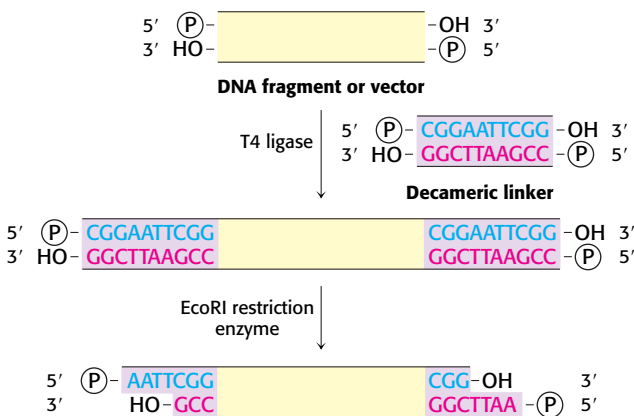 5′ P – – OH 3′
3′ HO – – P 5′
DNA fragment or vector
T4 ligase
5′ P – CGGAATTCGG – OH 3′
3′ HO – GGCTTAAGCC – P 5′
Decameric linker
5′ P – CGGAATTCGG CGGAATTCGG – OH 3′
3′ HO – GGCTTAAGCC GGCTTAAGCC – P 5′
EcoRI restriction
enzyme
5′ P – AATTCGG CGG – OH 3′
3′ HO – GCC GGCTTAA – P 5′